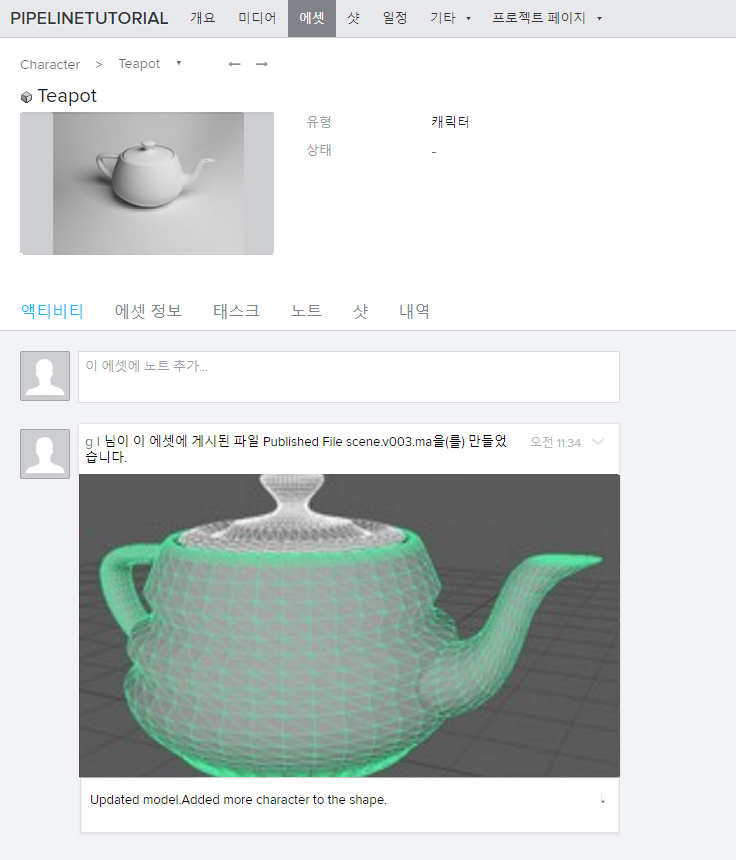 PIPELINETUTORIAL 개요 미디어 에셋 샷 일정 기타 프로젝트 페이지
Character > Teapot
Teapot
유형 캐릭터
상태 -
액티비티 에셋 정보 태스크 노트 샷 내역
이 에셋에 노트 추가...
g l 님이 이 에셋에 게시된 파일 Published File scene.v003.ma을(를) 만들었 오전 11:34
습니다.
Updated model.Added more character to the shape.